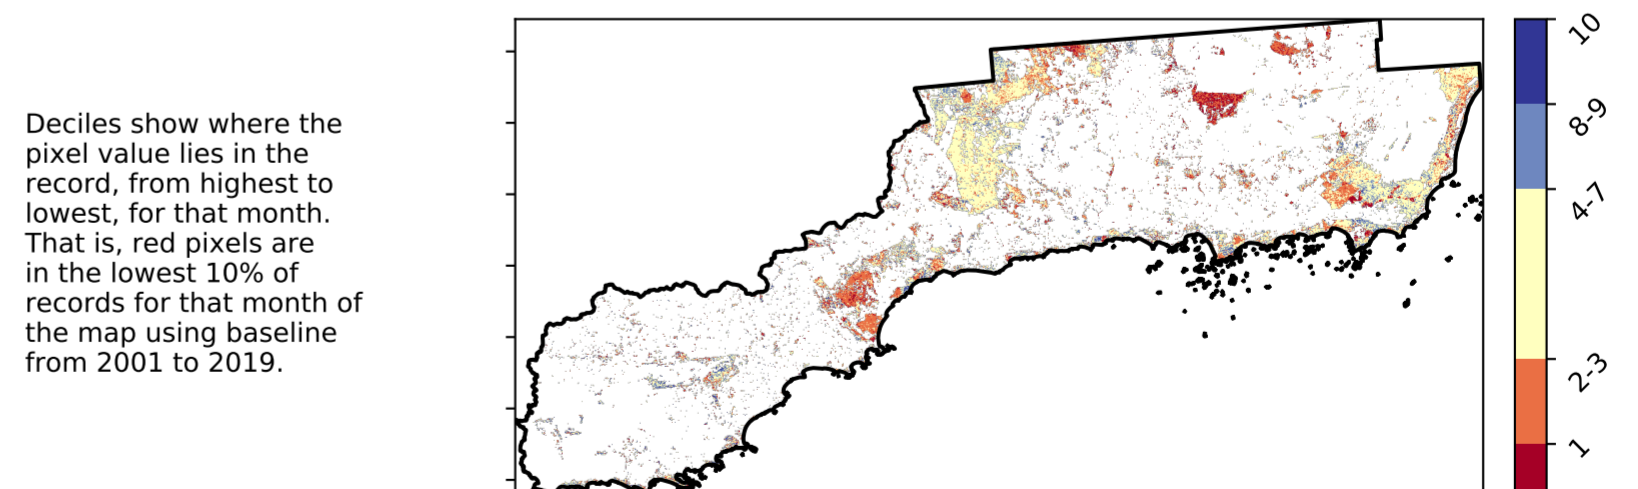 Deciles show where the
pixel value lies in the
record, from highest to
lowest, for that month.
That is, red pixels are
in the lowest 10% of
records for that month of
the map using baseline
from 2001 to 2019.
10
8-9
4-7
2-3
1